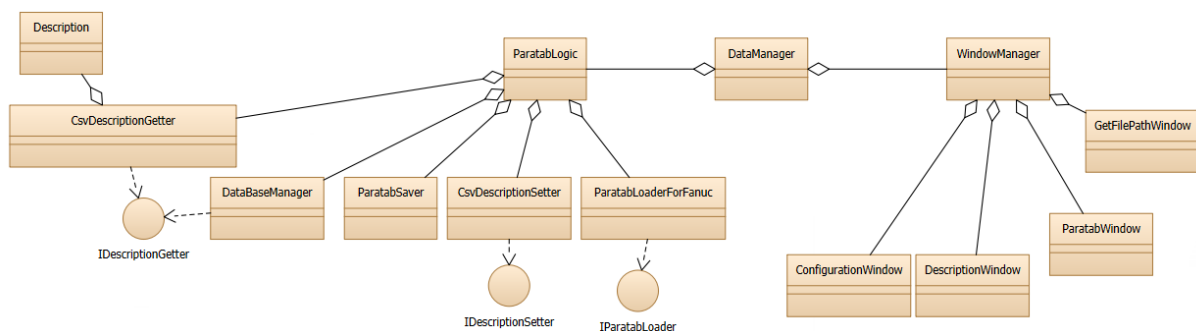 Description
ParatabLogic
DataManager
WindowManager
CsvDescriptionGetter
GetFilePathWindow
DataBaseManager
ParatabSaver
CsvDescriptionSetter
ParatabLoaderForFanuc
ParatabWindow
IDescriptionGetter
ConfigurationWindow
DescriptionWindow
IDescriptionSetter
IParatabLoader